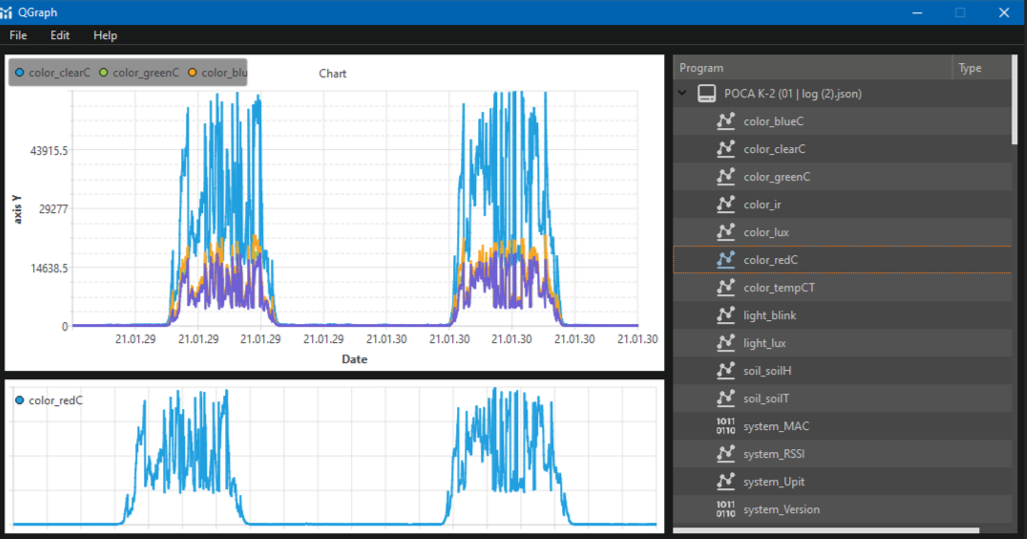 QGraph
File Edit Help
color_clearC color_greenC color_blu
Chart
43915.5
29277
14638.5
0
axis Y
21.01.29 21.01.29 21.01.29 21.01.30 21.01.30 21.01.30 21.01.30 21.01.30 21.01.30
Date
color_redC
Program Type
POCA K-2 (01 | log (2).json)
color_blueC
color_clearC
color_greenC
color_ir
color_lux
color_redC
color_tempCT
light_blink
light_lux
soil_soilH
soil_soilT
1011
0110
system_MAC
system_RSSI
system_Upit
1011
0110
system_Version